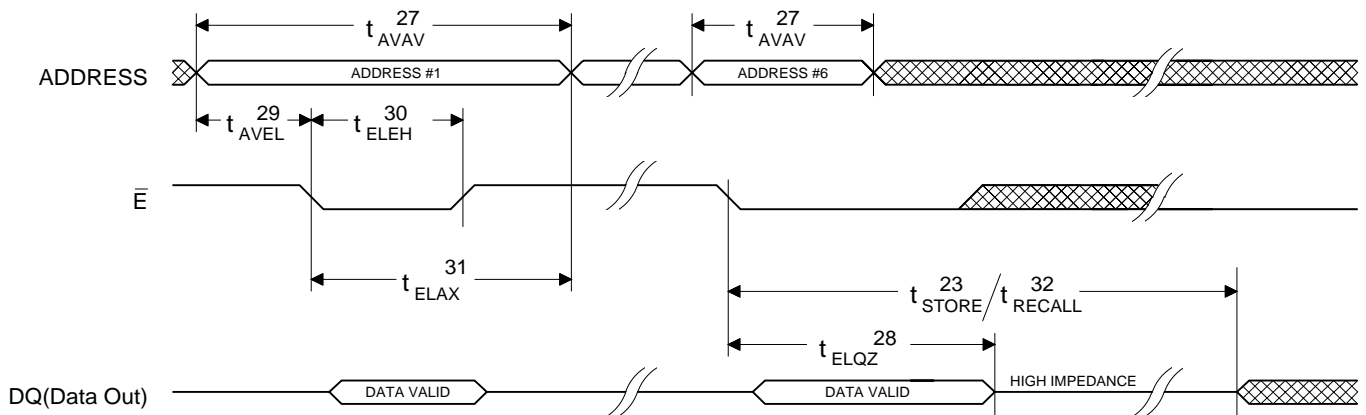 27
t AVAV
27
t AVAV
ADDRESS
ADDRESS #1
ADDRESS #6
29
t AVEL
30
t ELEH
E̅
31
t ELAX
23 32
t STORE / t RECALL
28
t ELQZ
DQ(Data Out)
DATA VALID
DATA VALID
HIGH IMPEDANCE